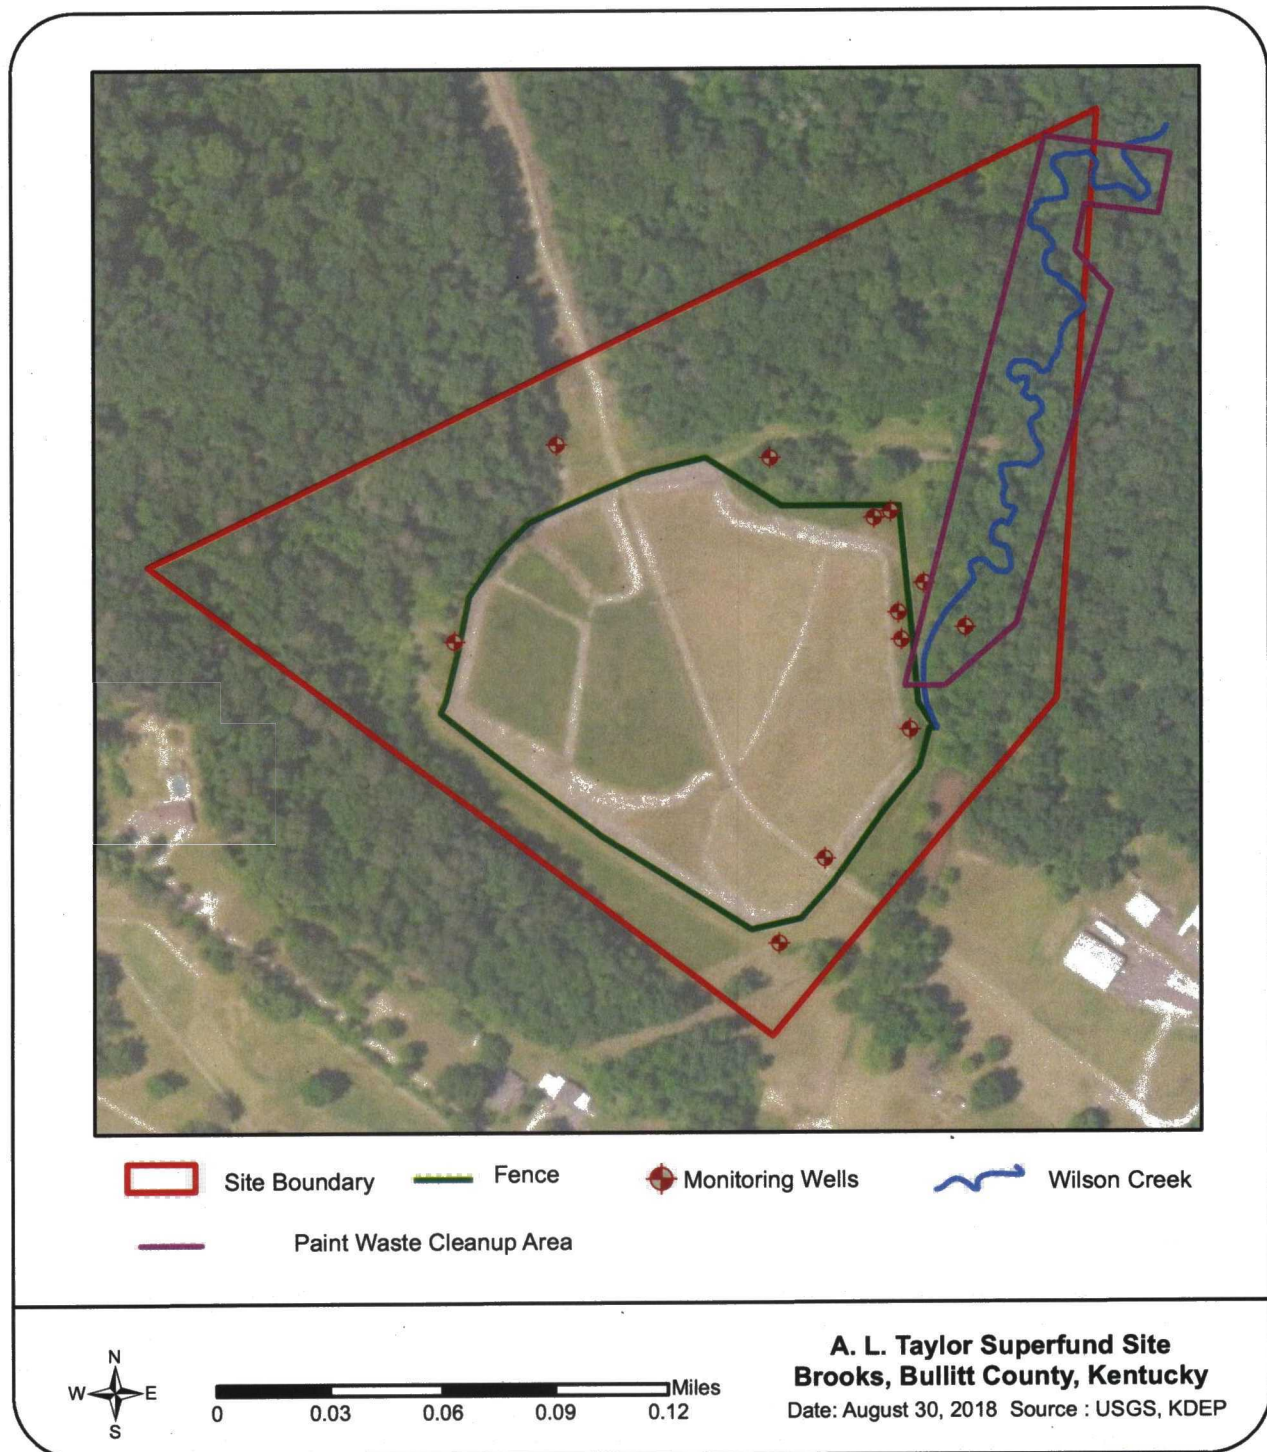 Site Boundary
Fence
Monitoring Wells
Wilson Creek
Paint Waste Cleanup Area
N
W E
S
0 0.03 0.06 0.09 0.12 Miles
A. L. Taylor Superfund Site
Brooks, Bullitt County, Kentucky
Date: August 30, 2018 Source : USGS, KDEP